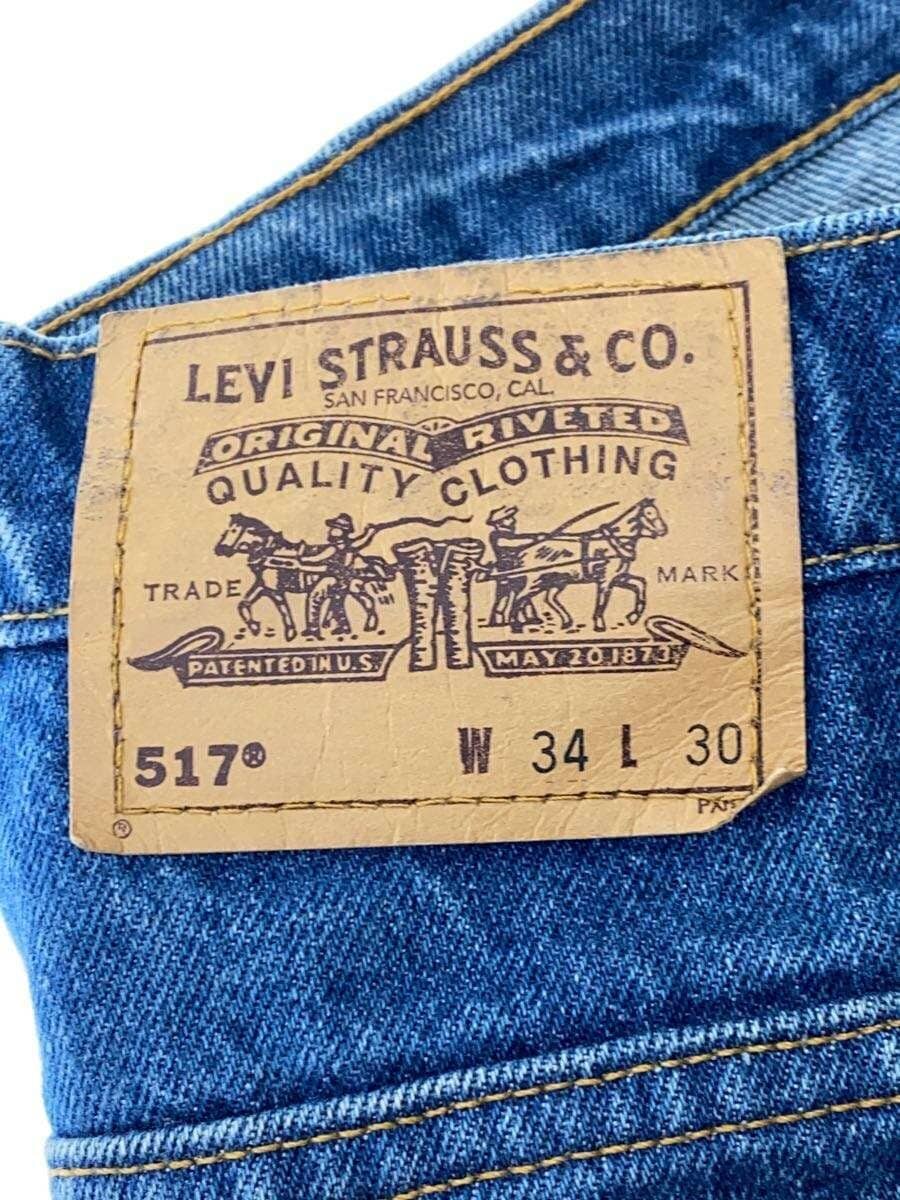 LEVI STRAUSS & CO.
SAN FRANCISCO, CAL.
ORIGINAL RIVETED
QUALITY CLOTHING
TRADE MARK
PATENTED IN U.S. MAY 20 1873
517® W 34 L 30
®